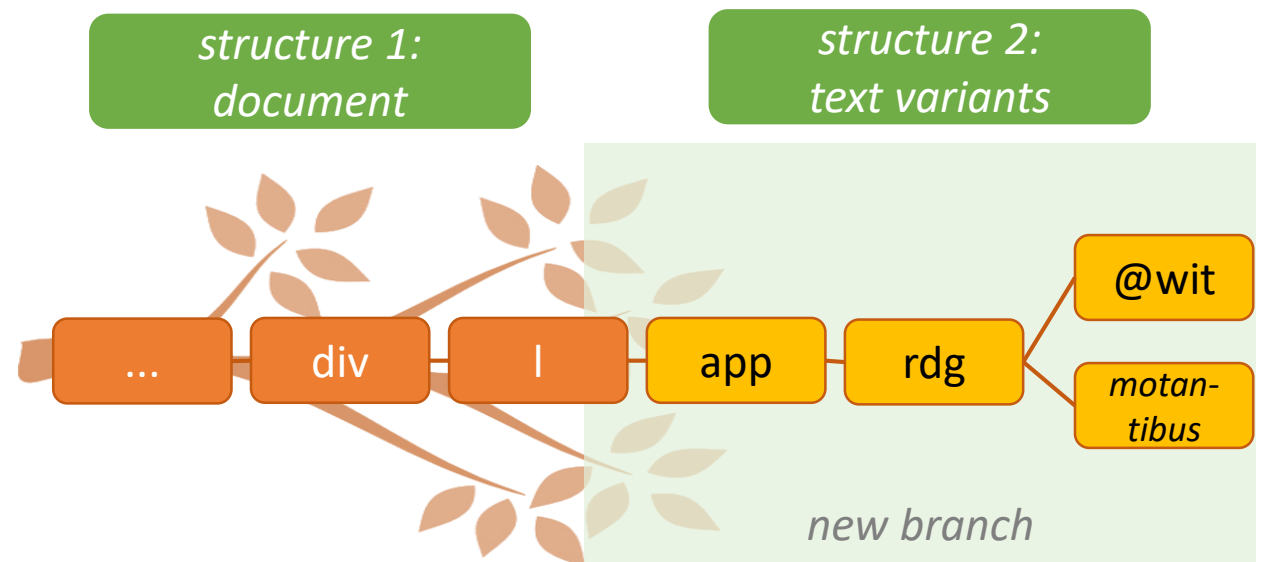 structure 1:
document
structure 2:
text variants
...
div
l
app
rdg
@wit
motan-
tibus
new branch